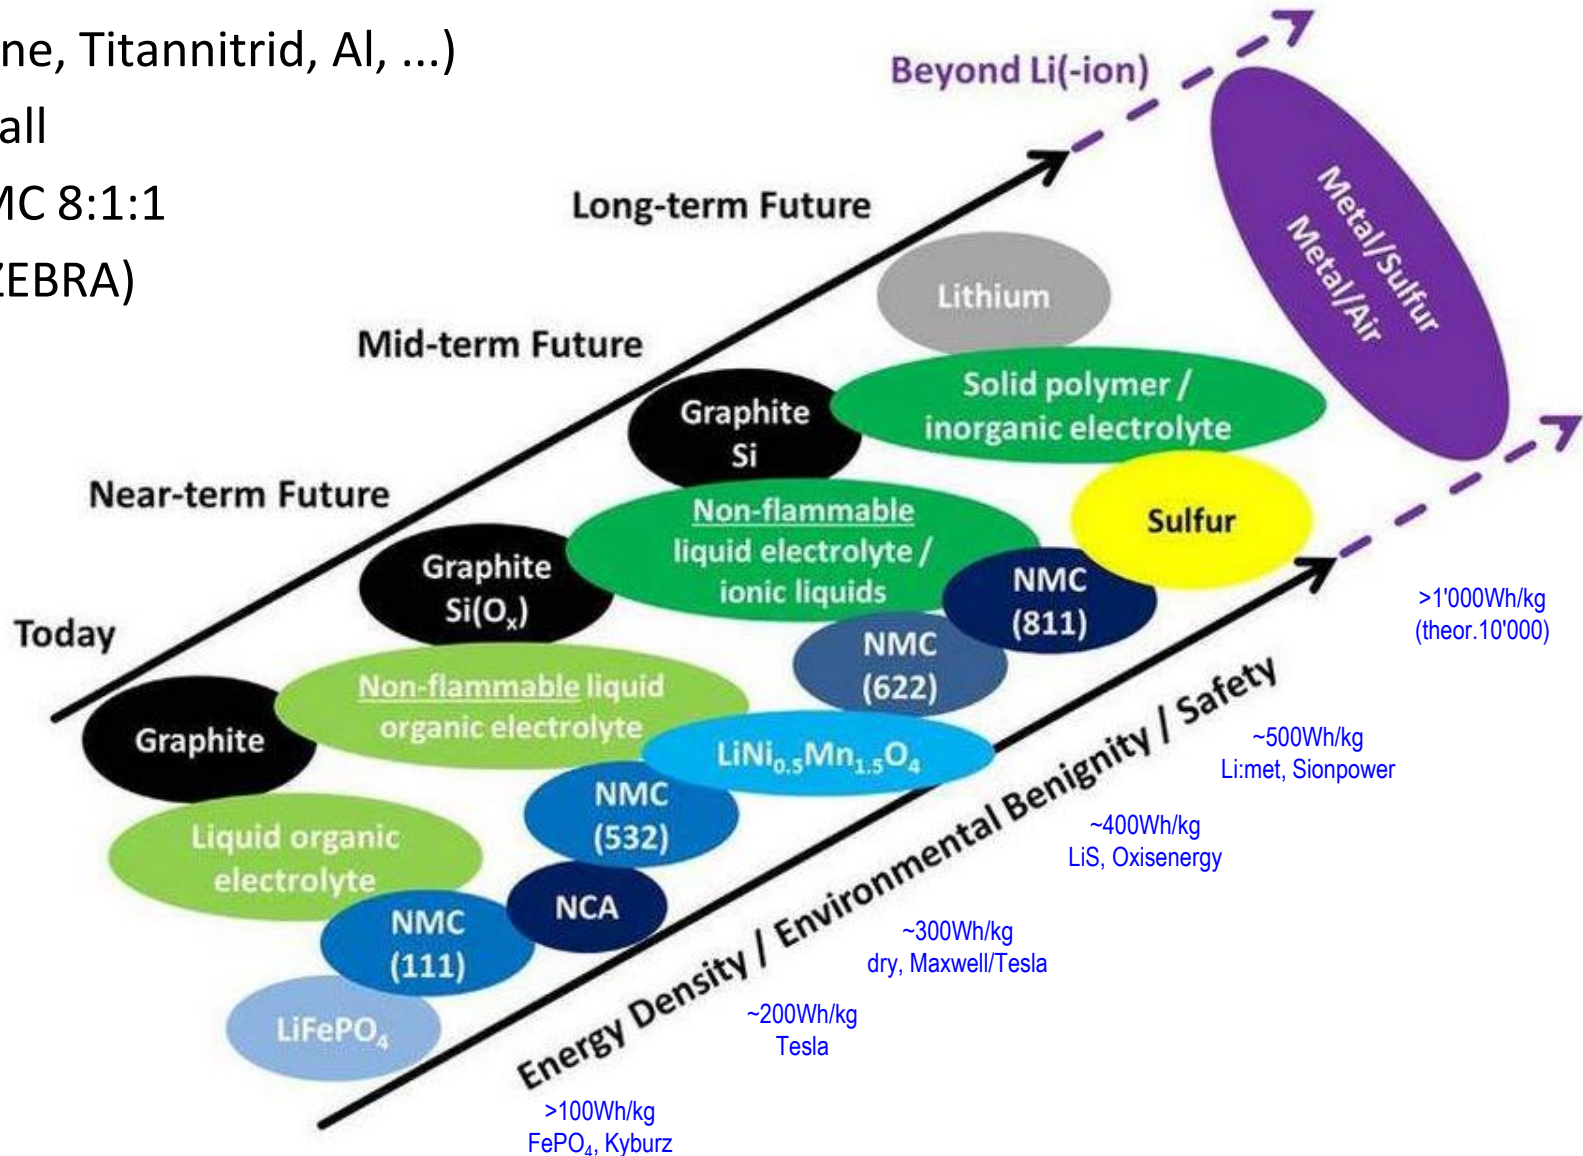 ne, Titannitrid, Al, ...)
all
MC 8:1:1
ZEBRA)
Beyond Li(-ion)
Long-term Future
Mid-term Future
Near-term Future
Today
Metal/Sulfur
Metal/Air
Lithium
Solid polymer /
inorganic electrolyte
Graphite
Si
Sulfur
Non-flammable
liquid electrolyte /
ionic liquids
NMC
(811)
Graphite
Si(Oₓ)
NMC
(622)
Non-flammable liquid
organic electrolyte
LiNi₀.₅Mn₁.₅O₄
Graphite
NMC
(532)
Liquid organic
electrolyte
NCA
NMC
(111)
LiFePO₄
Energy Density / Environmental Benignity / Safety
>1'000Wh/kg
(theor.10'000)
~500Wh/kg
Li:met, Sionpower
~400Wh/kg
LiS, Oxisenergy
~300Wh/kg
dry, Maxwell/Tesla
~200Wh/kg
Tesla
>100Wh/kg
FePO₄, Kyburz